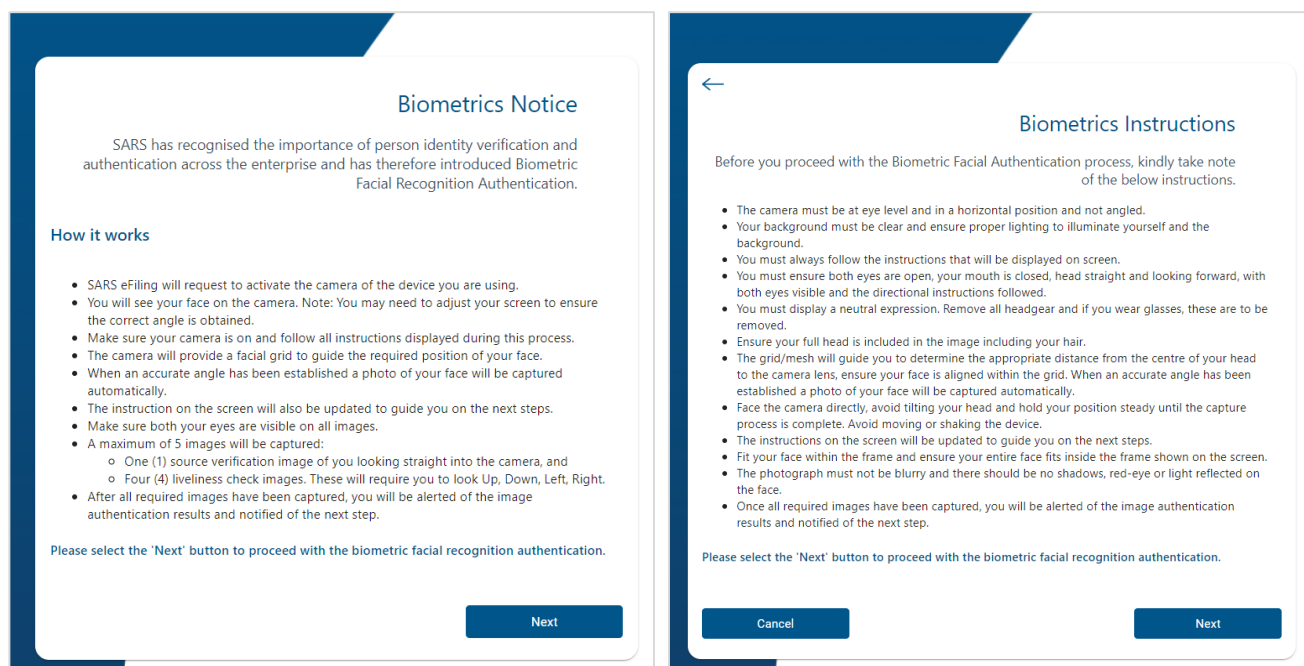 Biometrics Notice
SARS has recognised the importance of person identity verification and
authentication across the enterprise and has therefore introduced Biometric
Facial Recognition Authentication.
How it works
• SARS eFiling will request to activate the camera of the device you are using.
• You will see your face on the camera. Note: You may need to adjust your screen to ensure
the correct angle is obtained.
• Make sure your camera is on and follow all instructions displayed during this process.
• The camera will provide a facial grid to guide the required position of your face.
• When an accurate angle has been established a photo of your face will be captured
automatically.
• The instruction on the screen will also be updated to guide you on the next steps.
• Make sure both your eyes are visible on all images.
• A maximum of 5 images will be captured:
o One (1) source verification image of you looking straight into the camera, and
o Four (4) liveliness check images. These will require you to look Up, Down, Left, Right.
• After all required images have been captured, you will be alerted of the image
authentication results and notified of the next step.
Please select the 'Next' button to proceed with the biometric facial recognition authentication.
Next
Biometrics Instructions
Before you proceed with the Biometric Facial Authentication process, kindly take note
of the below instructions.
• The camera must be at eye level and in a horizontal position and not angled.
• Your background must be clear and ensure proper lighting to illuminate yourself and the
background.
• You must always follow the instructions that will be displayed on screen.
• You must ensure both eyes are open, your mouth is closed, head straight and looking forward, with
both eyes visible and the directional instructions followed.
• You must display a neutral expression. Remove all headgear and if you wear glasses, these are to be
removed.
• Ensure your full head is included in the image including your hair.
• The grid/mesh will guide you to determine the appropriate distance from the centre of your head
to the camera lens, ensure your face is aligned within the grid. When an accurate angle has been
established a photo of your face will be captured automatically.
• Face the camera directly, avoid tilting your head and hold your position steady until the capture
process is complete. Avoid moving or shaking the device.
• The instructions on the screen will be updated to guide you on the next steps.
• Fit your face within the frame and ensure your entire face fits inside the frame shown on the screen.
• The photograph must not be blurry and there should be no shadows, red-eye or light reflected on
the face.
• Once all required images have been captured, you will be alerted of the image authentication
results and notified of the next step.
Please select the 'Next' button to proceed with the biometric facial recognition authentication.
Cancel
Next